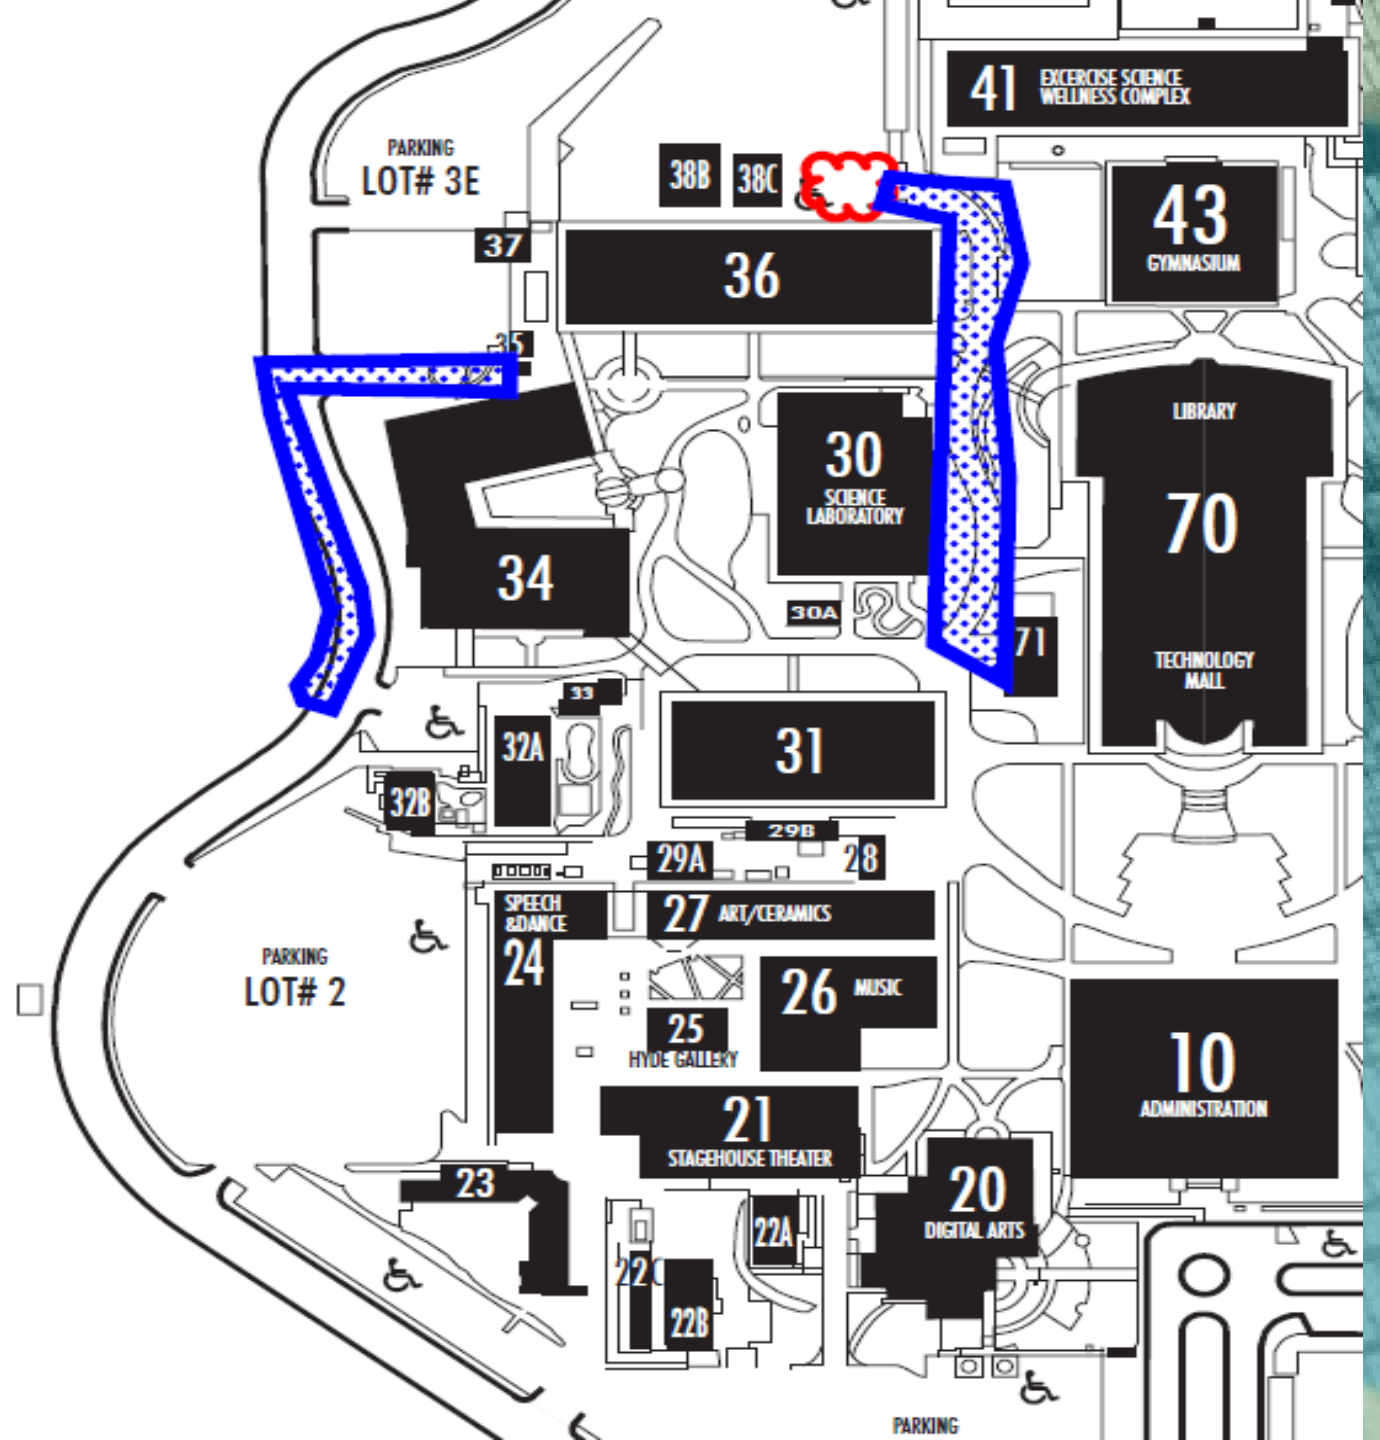 41 EXCERCISE SCIENCE
WELLNESS COMPLEX
PARKING
LOT# 3E
38B
38C
43
GYMNASIUM
37
36
35
LIBRARY
30
SCIENCE
LABORATORY
70
34
30A
71
TECHNOLOGY
MALL
33
32A
31
32B
29B
29A
28
SPEECH
&DANCE
24
27 ART/CERAMICS
PARKING
LOT# 2
26 MUSIC
25
HYDE GALLERY
10
ADMINISTRATION
21
STAGEHOUSE THEATER
23
20
DIGITAL ARTS
22A
22C
22B
PARKING